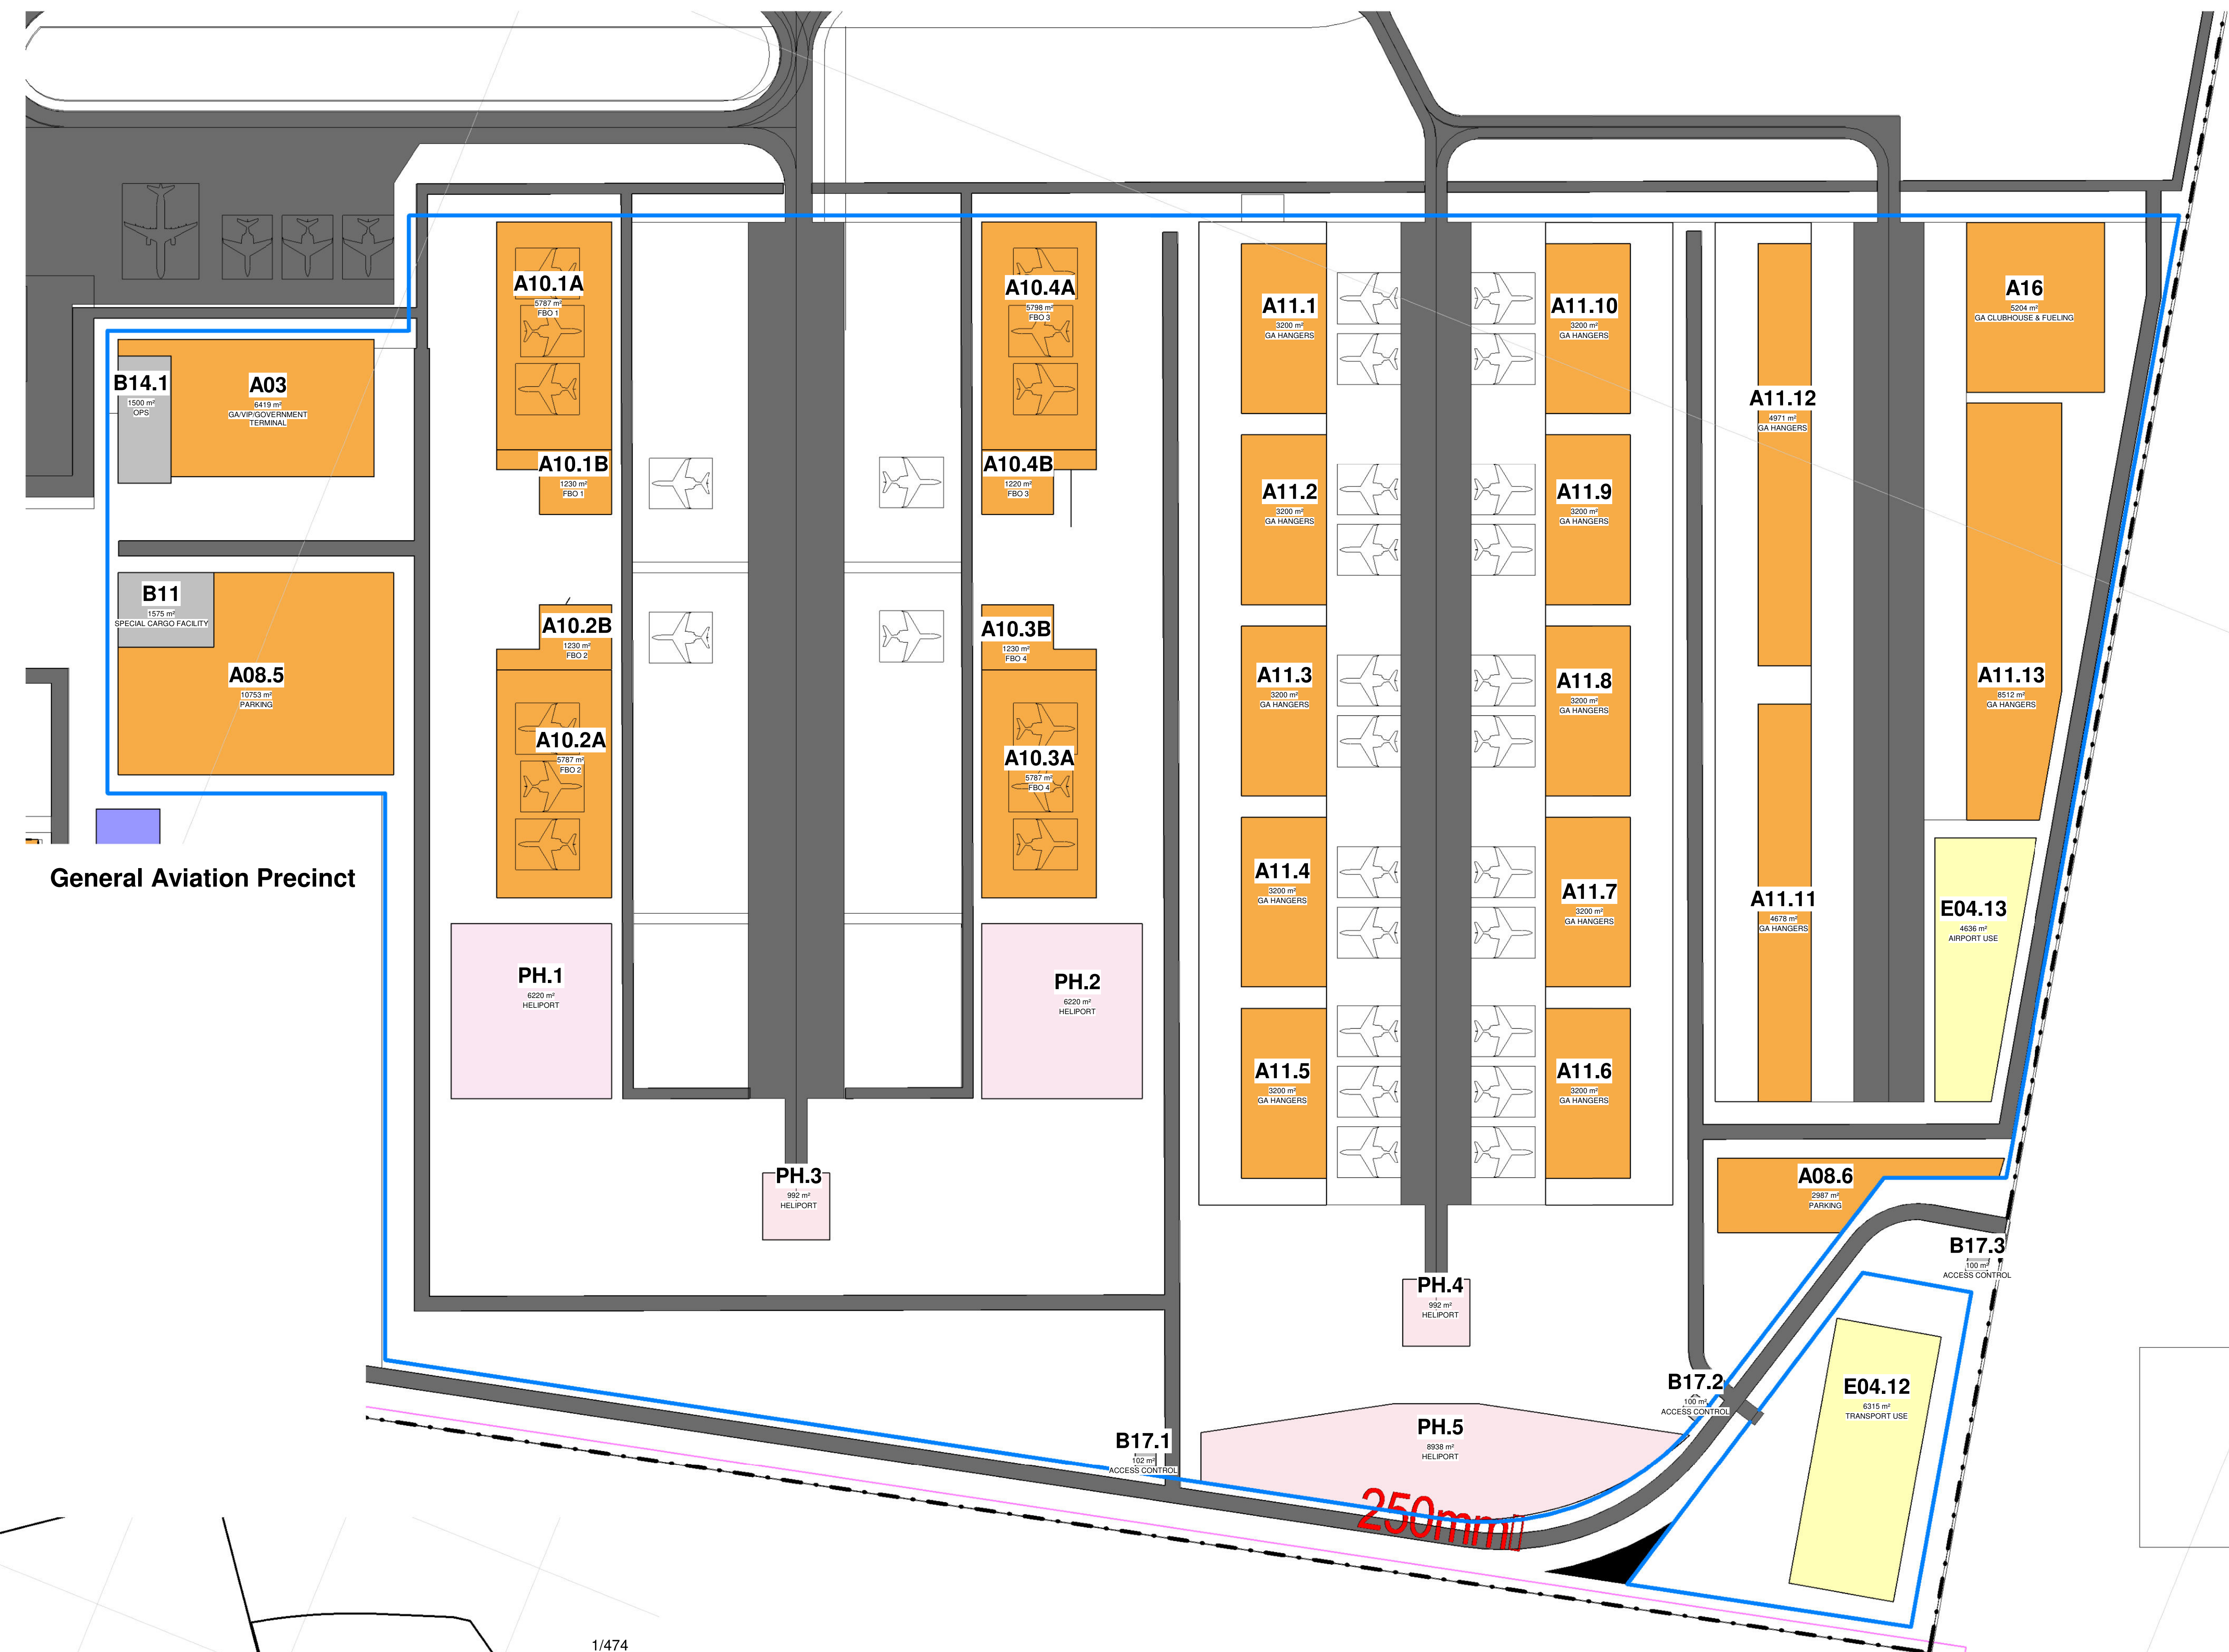 A10.1A
5787 m²
FBO 1
A10.4A
5798 m²
FBO 3
A11.1
3200 m²
GA HANGERS
A11.10
3200 m²
GA HANGERS
A16
5204 m²
GA CLUBHOUSE & FUELING
B14.1
1500 m²
OPS
A03
6419 m²
GA/VIP/GOVERNMENT
TERMINAL
A11.12
4971 m²
GA HANGERS
A10.1B
1230 m²
FBO 1
A10.4B
1220 m²
FBO 3
A11.2
3200 m²
GA HANGERS
A11.9
3200 m²
GA HANGERS
B11
1575 m²
SPECIAL CARGO FACILITY
A10.2B
1230 m²
FBO 2
A10.3B
1230 m²
FBO 4
A08.5
10753 m²
PARKING
A11.3
3200 m²
GA HANGERS
A11.8
3200 m²
GA HANGERS
A11.13
8512 m²
GA HANGERS
A10.2A
5787 m²
FBO 2
A10.3A
5787 m²
FBO 4
General Aviation Precinct
A11.4
3200 m²
GA HANGERS
A11.7
3200 m²
GA HANGERS
A11.11
4678 m²
GA HANGERS
E04.13
4636 m²
AIRPORT USE
PH.1
6220 m²
HELIPORT
PH.2
6220 m²
HELIPORT
A11.5
3200 m²
GA HANGERS
A11.6
3200 m²
GA HANGERS
PH.3
992 m²
HELIPORT
A08.6
2987 m²
PARKING
B17.3
100 m²
ACCESS CONTROL
PH.4
992 m²
HELIPORT
B17.2
100 m²
ACCESS CONTROL
E04.12
6315 m²
TRANSPORT USE
B17.1
102 m²
ACCESS CONTROL
PH.5
8938 m²
HELIPORT
250mm
1/474